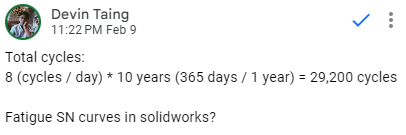 Devin Taing
11:22 PM Feb 9
Total cycles:
8 (cycles / day) * 10 years (365 days / 1 year) = 29,200 cycles
Fatigue SN curves in solidworks?